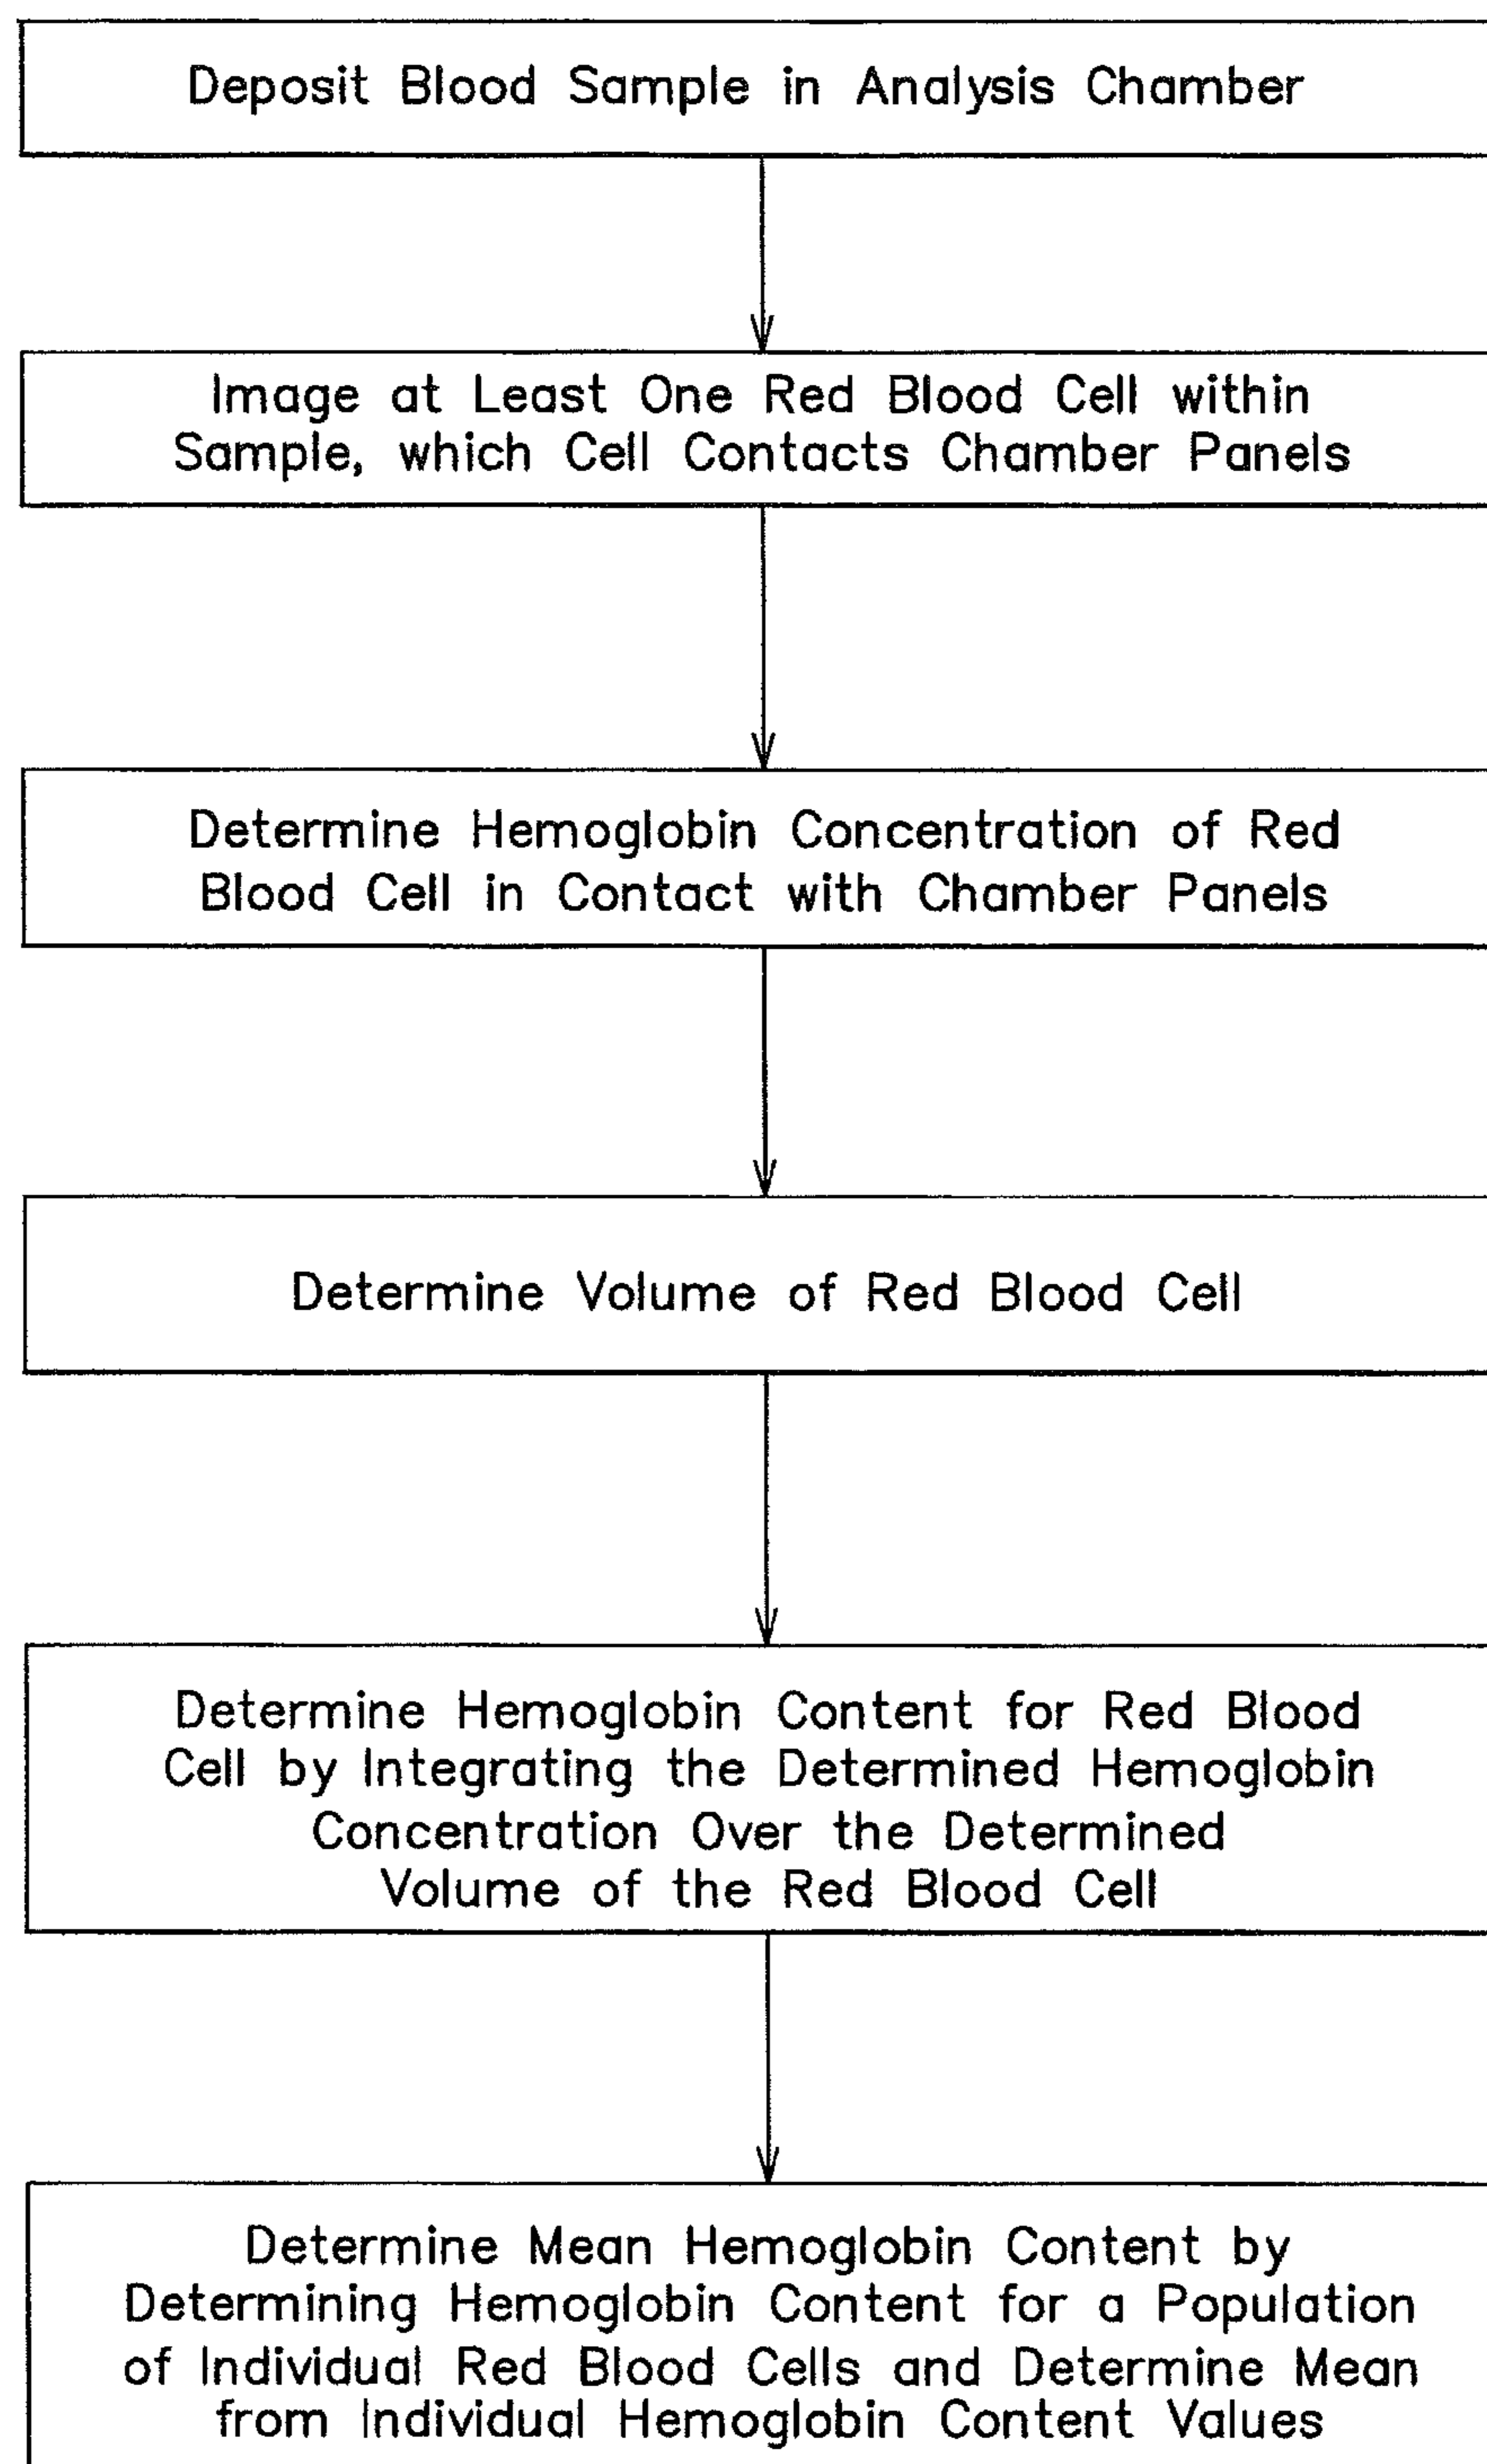 Deposit Blood Sample in Analysis Chamber
Image at Least One Red Blood Cell within
Sample, which Cell Contacts Chamber Panels
Determine Hemoglobin Concentration of Red
Blood Cell in Contact with Chamber Panels
Determine Volume of Red Blood Cell
Determine Hemoglobin Content for Red Blood
Cell by Integrating the Determined Hemoglobin
Concentration Over the Determined
Volume of the Red Blood Cell
Determine Mean Hemoglobin Content by
Determining Hemoglobin Content for a Population
of Individual Red Blood Cells and Determine Mean
from Individual Hemoglobin Content Values